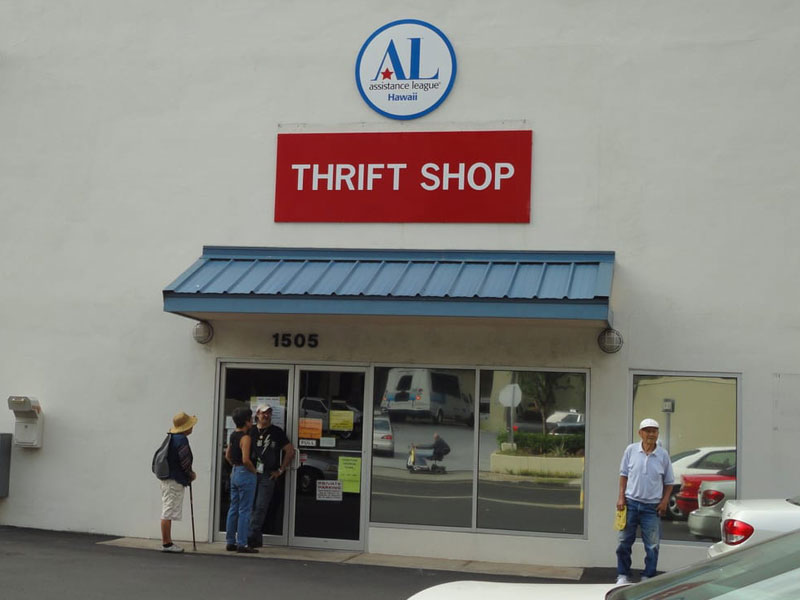 AL
assistance league®
Hawaii
THRIFT SHOP
1505